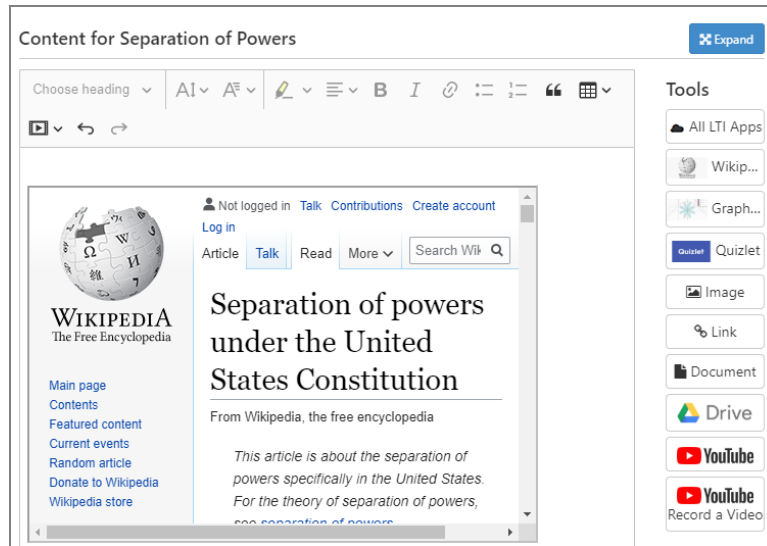 Content for Separation of Powers
Expand
Choose heading
Tools
All LTI Apps
Wikip...
Graph...
Quizlet Quizlet
Image
Link
Document
Drive
YouTube
YouTube
Record a Video
Not logged in Talk Contributions Create account
Log in
Article Talk Read More Search Wik
WIKIPEDIA
The Free Encyclopedia
Main page
Contents
Featured content
Current events
Random article
Donate to Wikipedia
Wikipedia store
Separation of powers
under the United
States Constitution
From Wikipedia, the free encyclopedia
This article is about the separation of
powers specifically in the United States.
For the theory of separation of powers,
see separation of powers